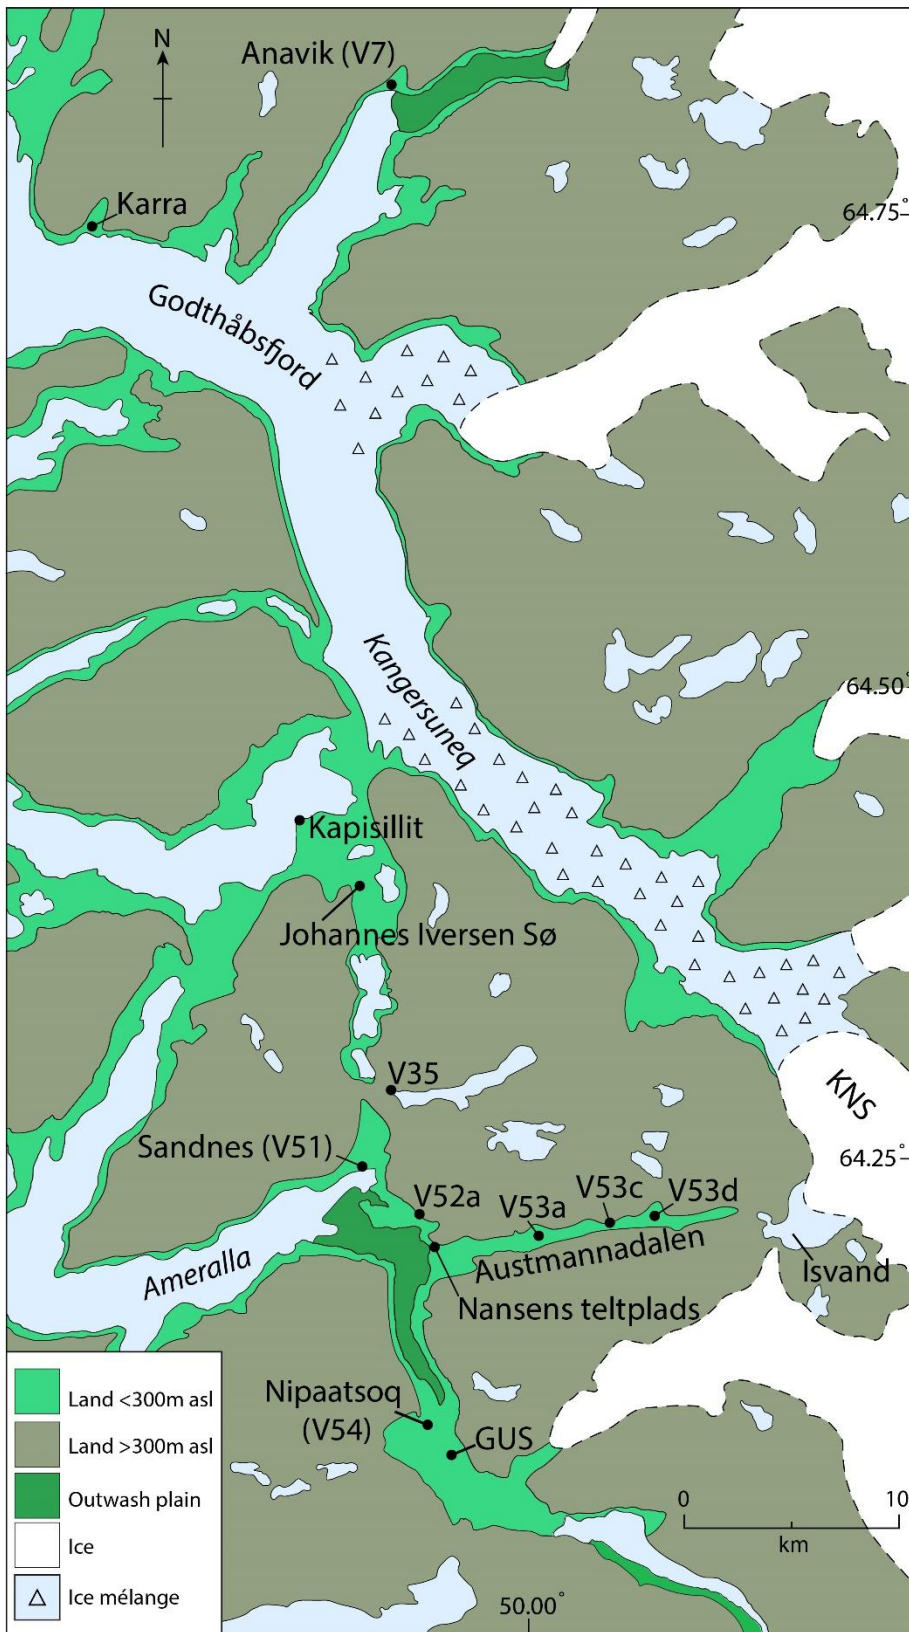 N
Anavik (V7)
Karra
64.75°
Godthåbsfjord
Kangersuneq
64.50°
Kapisillit
Johannes Iversen Sø
V35
KNS
Sandnes (V51)
64.25°
V52a
V53a
V53c
V53d
Austmannadalen
Ameralla
Isvand
Nansens teltplads
Land <300m asl
Land >300m asl
Outwash plain
Ice
Ice mélange
Nipaatsoq
(V54)
GUS
0 10
km
50.00°